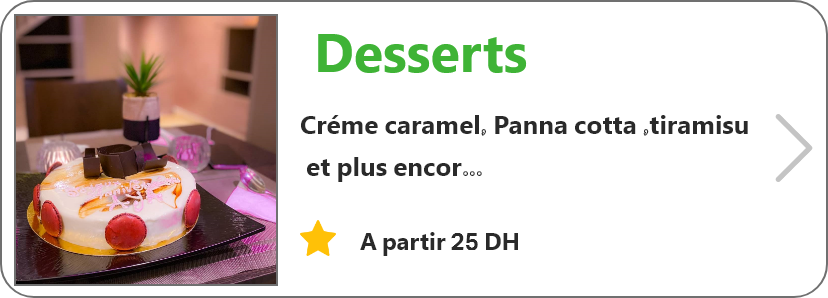 Desserts
Créme caramel, Panna cotta ,tiramisu
et plus encor...
A partir 25 DH